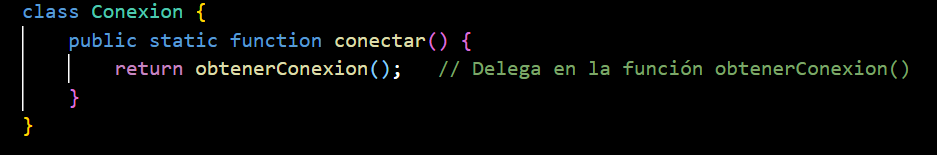 class Conexion {
    public static function conectar() {
        return obtenerConexion();   // Delega en la función obtenerConexion()
    }
}